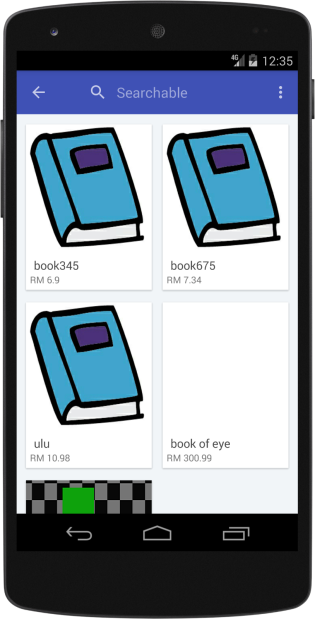 4G 12:35
Searchable
book345
RM 6.9
book675
RM 7.34
ulu
RM 10.98
book of eye
RM 300.99